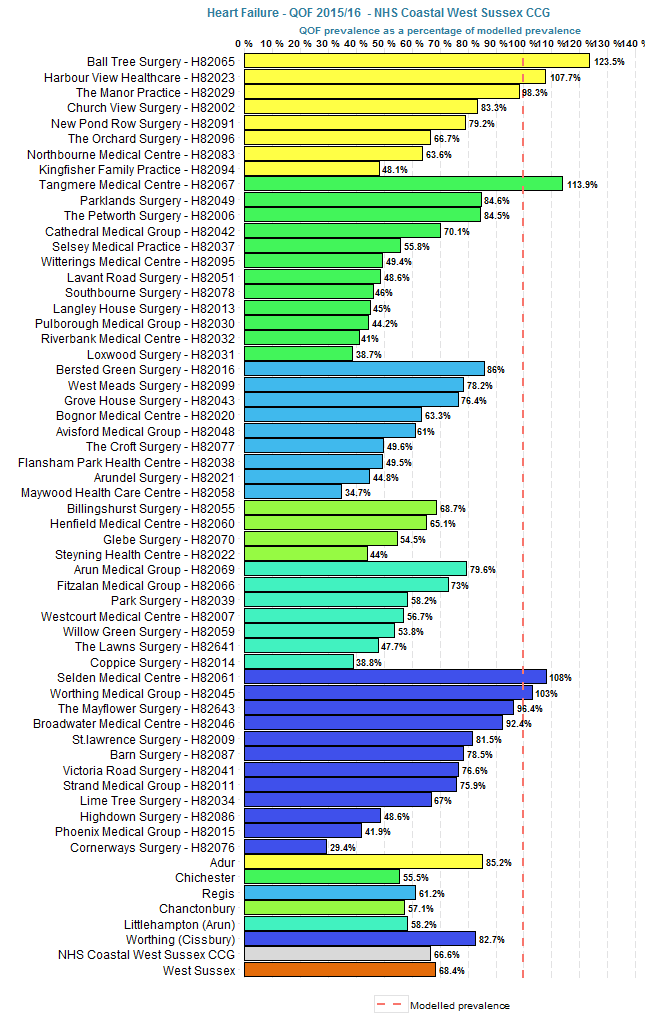 Heart Failure - QOF 2015/16 - NHS Coastal West Sussex CCG
QOF prevalence as a percentage of modelled prevalence
0 % 10 % 20 % 30 % 40 % 50 % 60 % 70 % 80 % 90 % 100 % 110 % 120 % 130 % 140 %
Ball Tree Surgery - H82065 123.5%
Harbour View Healthcare - H82023 107.7%
The Manor Practice - H82029 98.3%
Church View Surgery - H82002 83.3%
New Pond Row Surgery - H82091 79.2%
The Orchard Surgery - H82096 66.7%
Northbourne Medical Centre - H82083 63.6%
Kingfisher Family Practice - H82094 48.1%
Tangmere Medical Centre - H82067 113.9%
Parklands Surgery - H82049 84.6%
The Petworth Surgery - H82006 84.5%
Cathedral Medical Group - H82042 70.1%
Selsey Medical Practice - H82037 55.8%
Witterings Medical Centre - H82095 49.4%
Lavant Road Surgery - H82051 48.6%
Southbourne Surgery - H82078 46%
Langley House Surgery - H82013 45%
Pulborough Medical Group - H82030 44.2%
Riverbank Medical Centre - H82032 41%
Loxwood Surgery - H82031 38.7%
Bersted Green Surgery - H82016 86%
West Meads Surgery - H82099 78.2%
Grove House Surgery - H82043 76.4%
Bognor Medical Centre - H82020 63.3%
Avisford Medical Group - H82048 61%
The Croft Surgery - H82077 49.6%
Flansham Park Health Centre - H82038 49.5%
Arundel Surgery - H82021 44.8%
Maywood Health Care Centre - H82058 34.7%
Billingshurst Surgery - H82055 68.7%
Henfield Medical Centre - H82060 65.1%
Glebe Surgery - H82070 54.5%
Steyning Health Centre - H82022 44%
Arun Medical Group - H82069 79.6%
Fitzalan Medical Group - H82066 73%
Park Surgery - H82039 58.2%
Westcourt Medical Centre - H82007 56.7%
Willow Green Surgery - H82059 53.8%
The Lawns Surgery - H82641 47.7%
Coppice Surgery - H82014 38.8%
Selden Medical Centre - H82061 108%
Worthing Medical Group - H82045 103%
The Mayflower Surgery - H82643 96.4%
Broadwater Medical Centre - H82046 92.4%
St.lawrence Surgery - H82009 81.5%
Barn Surgery - H82087 78.5%
Victoria Road Surgery - H82041 76.6%
Strand Medical Group - H82011 75.9%
Lime Tree Surgery - H82034 67%
Highdown Surgery - H82086 48.6%
Phoenix Medical Group - H82015 41.9%
Cornerways Surgery - H82076 29.4%
Adur 85.2%
Chichester 55.5%
Regis 61.2%
Chanctonbury 57.1%
Littlehampton (Arun) 58.2%
Worthing (Cissbury) 82.7%
NHS Coastal West Sussex CCG 66.6%
West Sussex 68.4%
Modelled prevalence